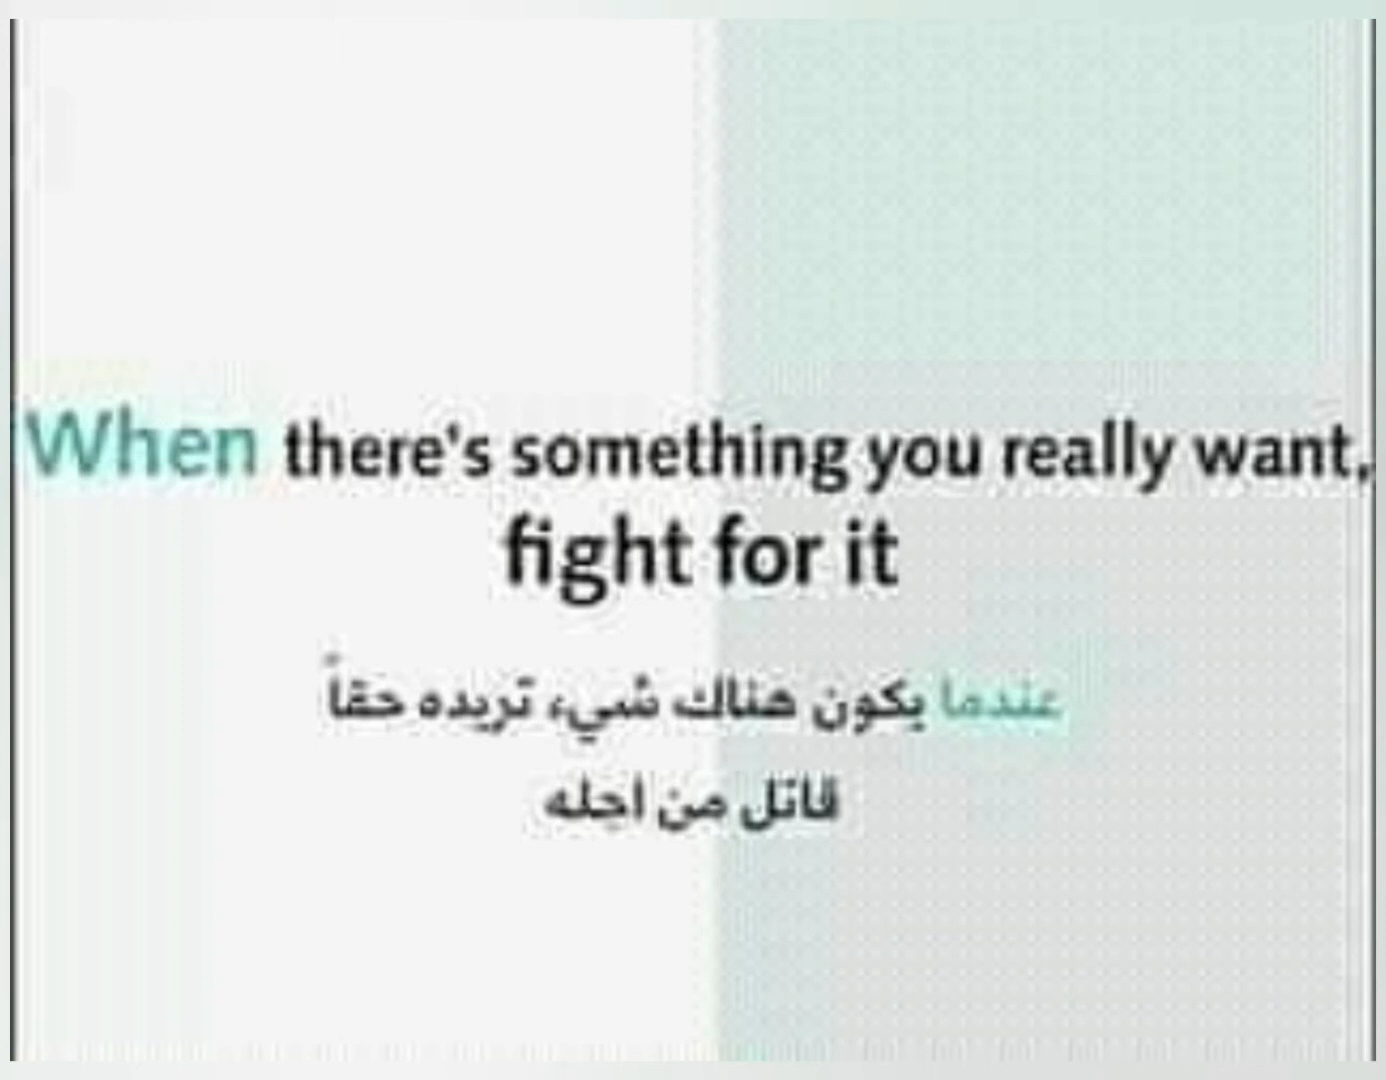 When there's something you really want,
fight for it
عندما يكون هناك شيء تريده حقاً
قاتل من اجله